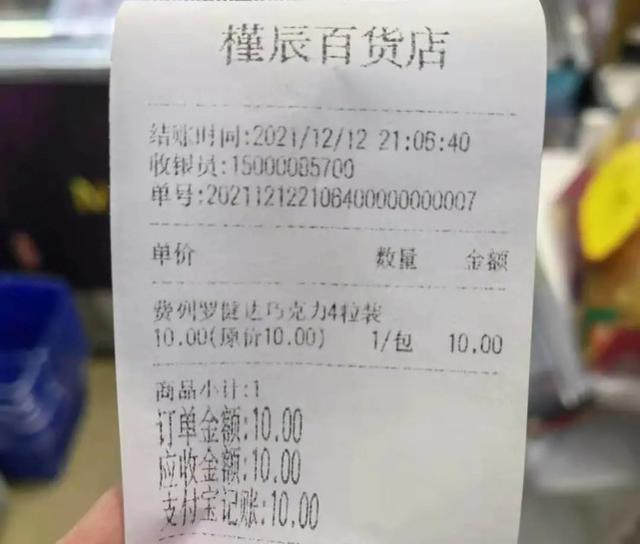 槿辰百货店
结账时间:2021/12/12 21:06:40
收银员:15000085700
单号:20211212210640000000000007
单价 数量 金额
费列罗健达巧克力4粒装
10.00(原价10.00) 1/包 10.00
商品小计:1
订单金额:10.00
应收金额:10.00
支付宝记账:10.00